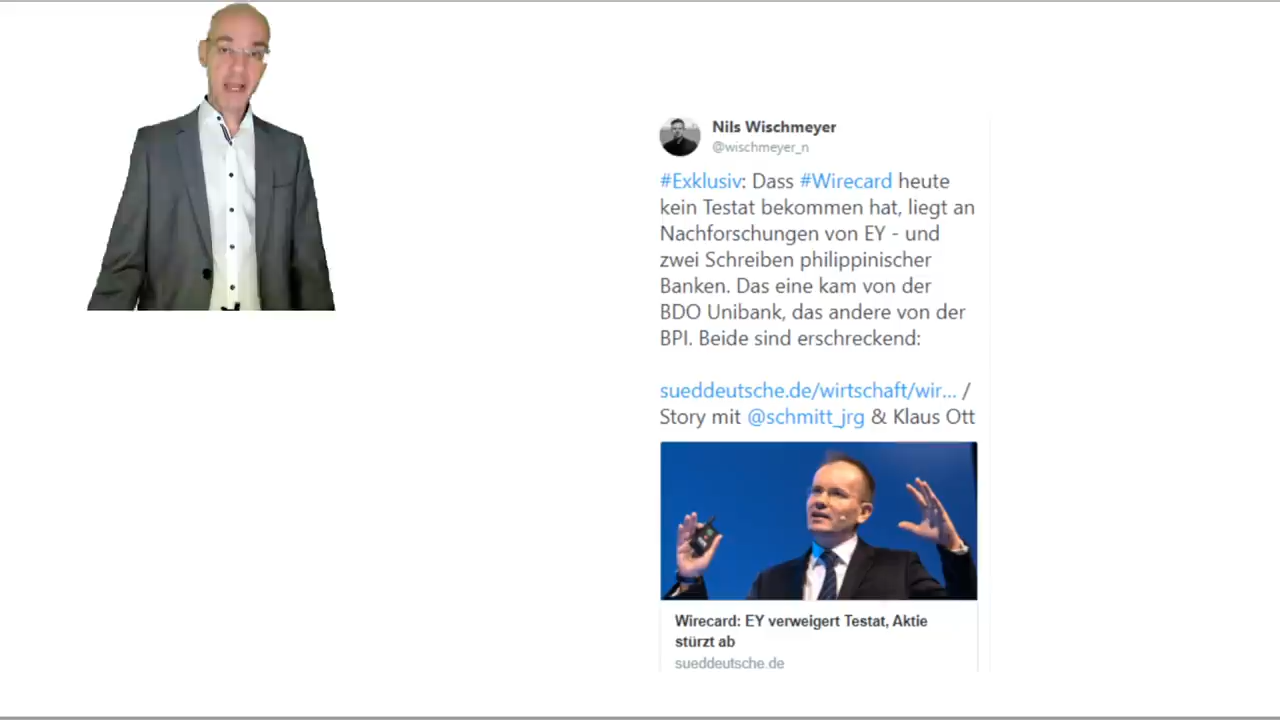 Nils Wischmeyer
@wischmeyer_n
#Exklusiv: Dass #Wirecard heute
kein Testat bekommen hat, liegt an
Nachforschungen von EY - und
zwei Schreiben philippinischer
Banken. Das eine kam von der
BDO Unibank, das andere von der
BPI. Beide sind erschreckend:
sueddeutsche.de/wirtschaft/wir... /
Story mit @schmitt_jrg & Klaus Ott
Wirecard: EY verweigert Testat, Aktie
stürzt ab
sueddeutsche.de